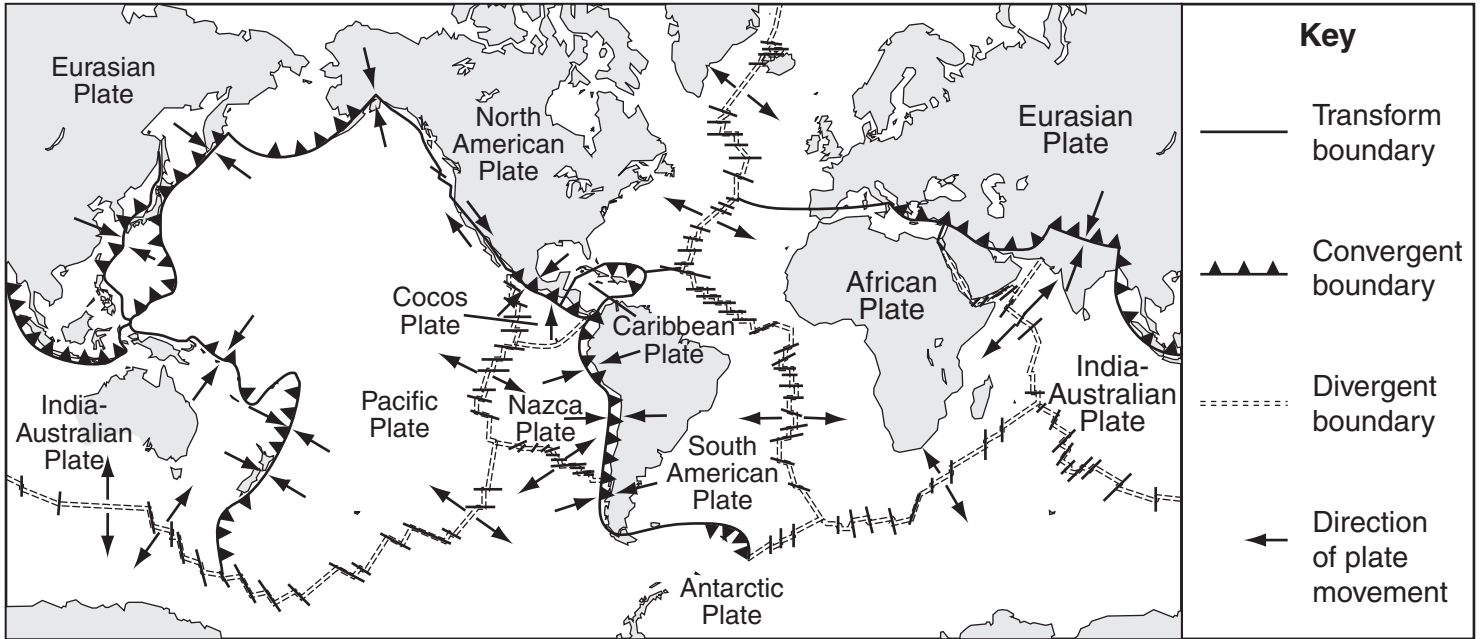 Eurasian
Plate
North
American
Plate
Eurasian
Plate
Cocos
Plate
Caribbean
Plate
African
Plate
India-
Australian
Plate
Pacific
Plate
Nazca
Plate
South
American
Plate
India-
Australian
Plate
Antarctic
Plate
Key
Transform
boundary
Convergent
boundary
Divergent
boundary
Direction
of plate
movement